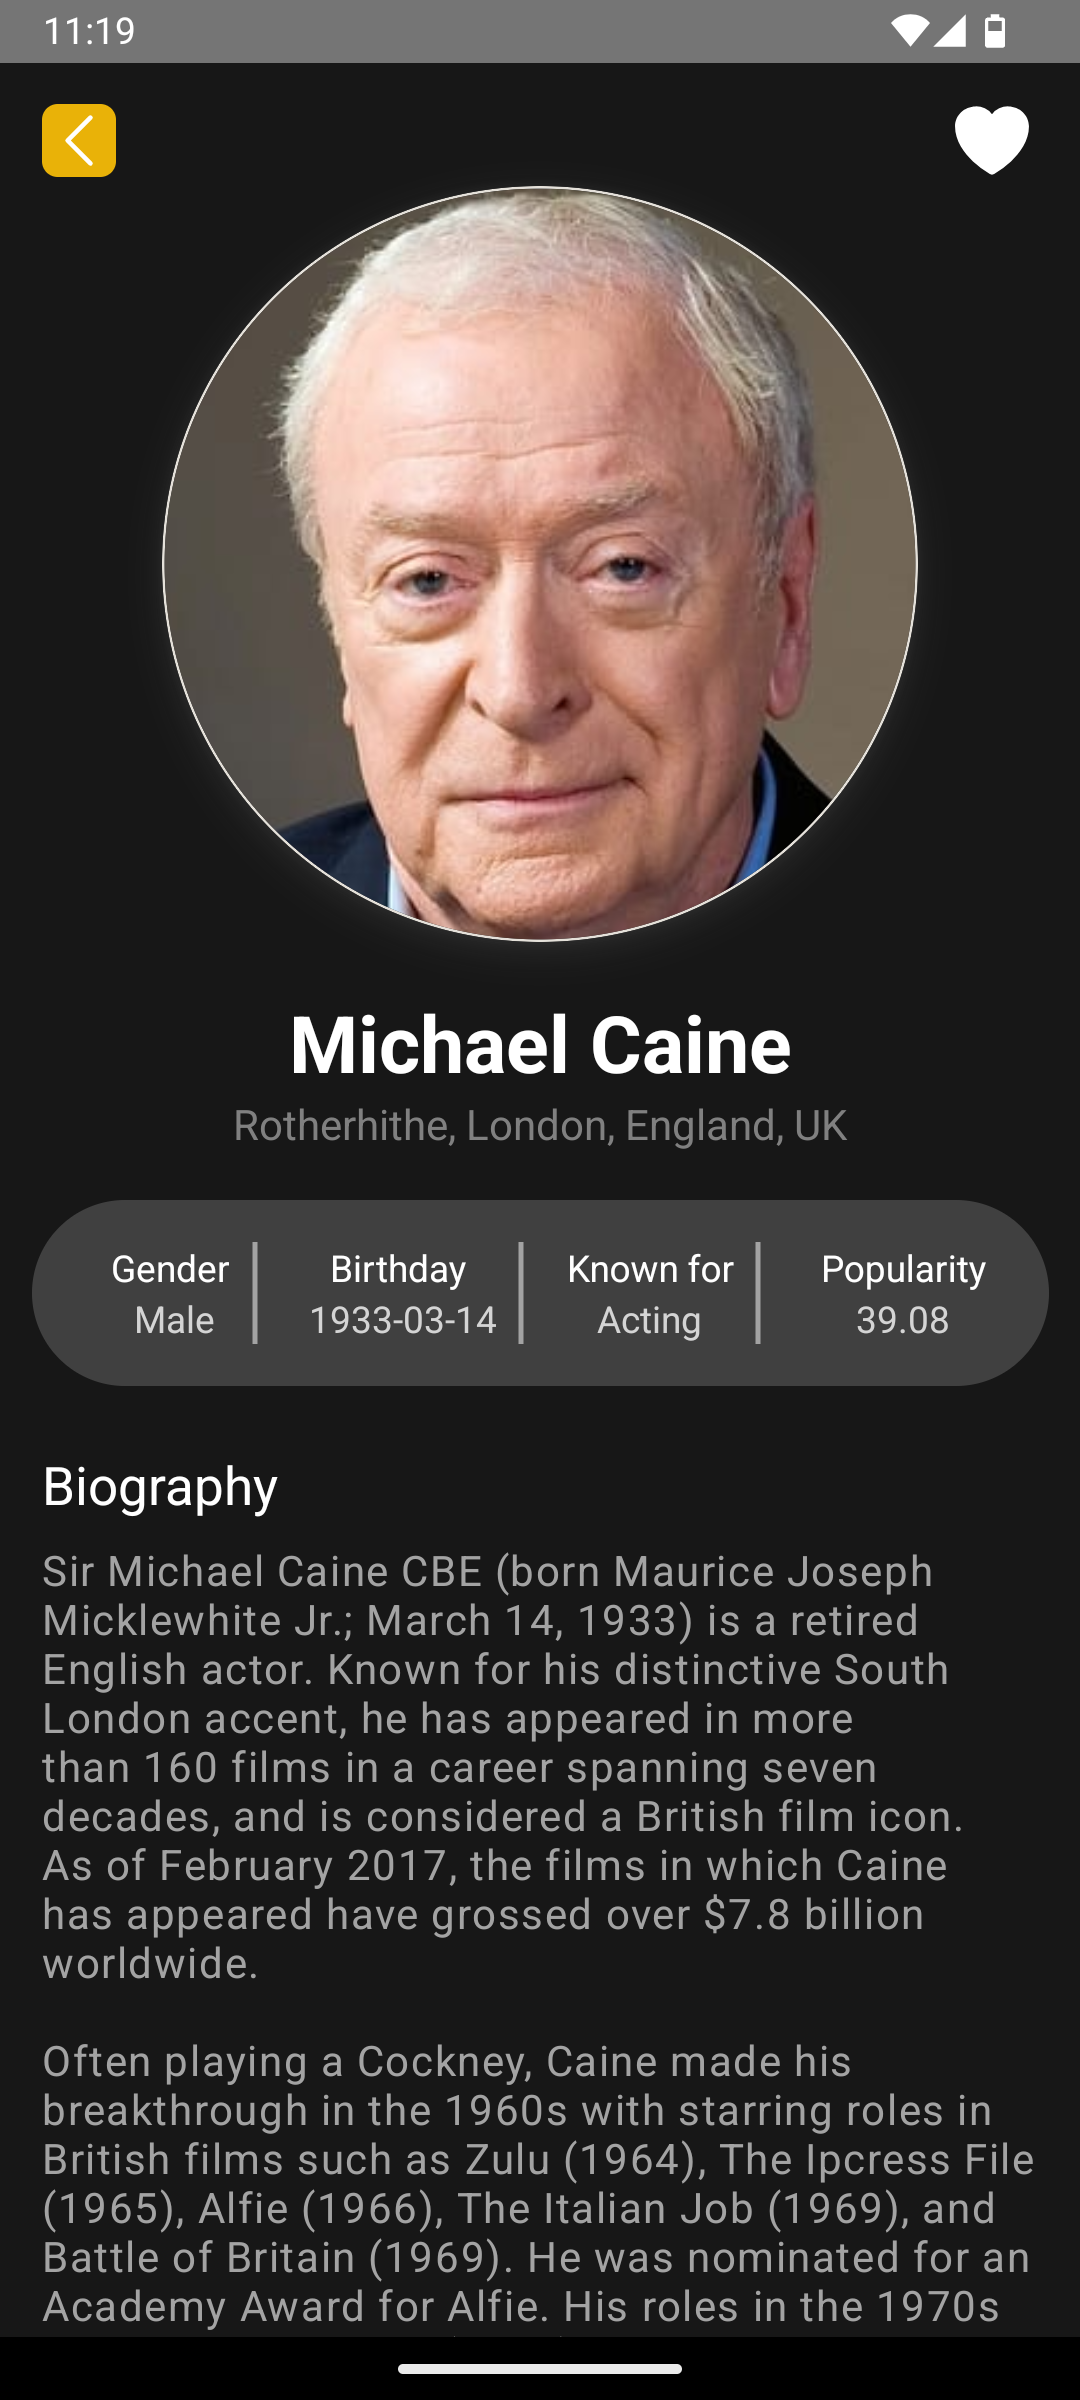 11:19
Michael Caine
Rotherhithe, London, England, UK
Gender Birthday Known for Popularity
Male 1933-03-14 Acting 39.08
Biography
Sir Michael Caine CBE (born Maurice Joseph
Micklewhite Jr.; March 14, 1933) is a retired
English actor. Known for his distinctive South
London accent, he has appeared in more
than 160 films in a career spanning seven
decades, and is considered a British film icon.
As of February 2017, the films in which Caine
has appeared have grossed over $7.8 billion
worldwide.
Often playing a Cockney, Caine made his
breakthrough in the 1960s with starring roles in
British films such as Zulu (1964), The Ipcress File
(1965), Alfie (1966), The Italian Job (1969), and
Battle of Britain (1969). He was nominated for an
Academy Award for Alfie. His roles in the 1970s